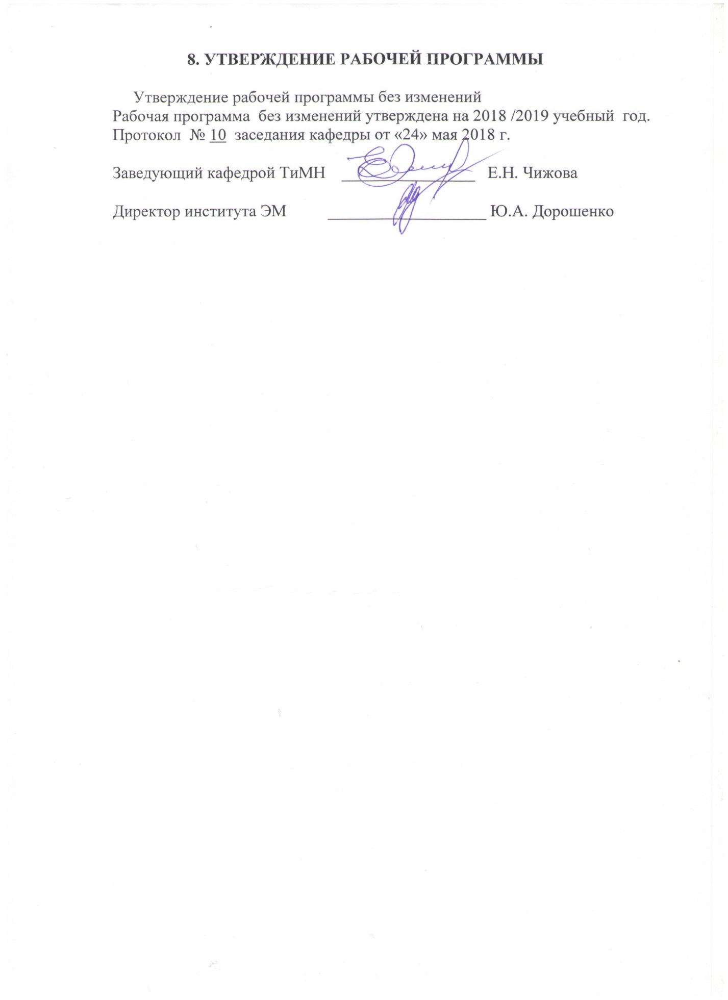 8. УТВЕРЖДЕНИЕ РАБОЧЕЙ ПРОГРАММЫ
Утверждение рабочей программы без изменений
Рабочая программа без изменений утверждена на 2018 /2019 учебный год.
Протокол № 10 заседания кафедры от «24» мая 2018 г.
Заведующий кафедрой ТиМН ________________ Е.Н. Чижова
Директор института ЭМ ___________________ Ю.А. Дорошенко